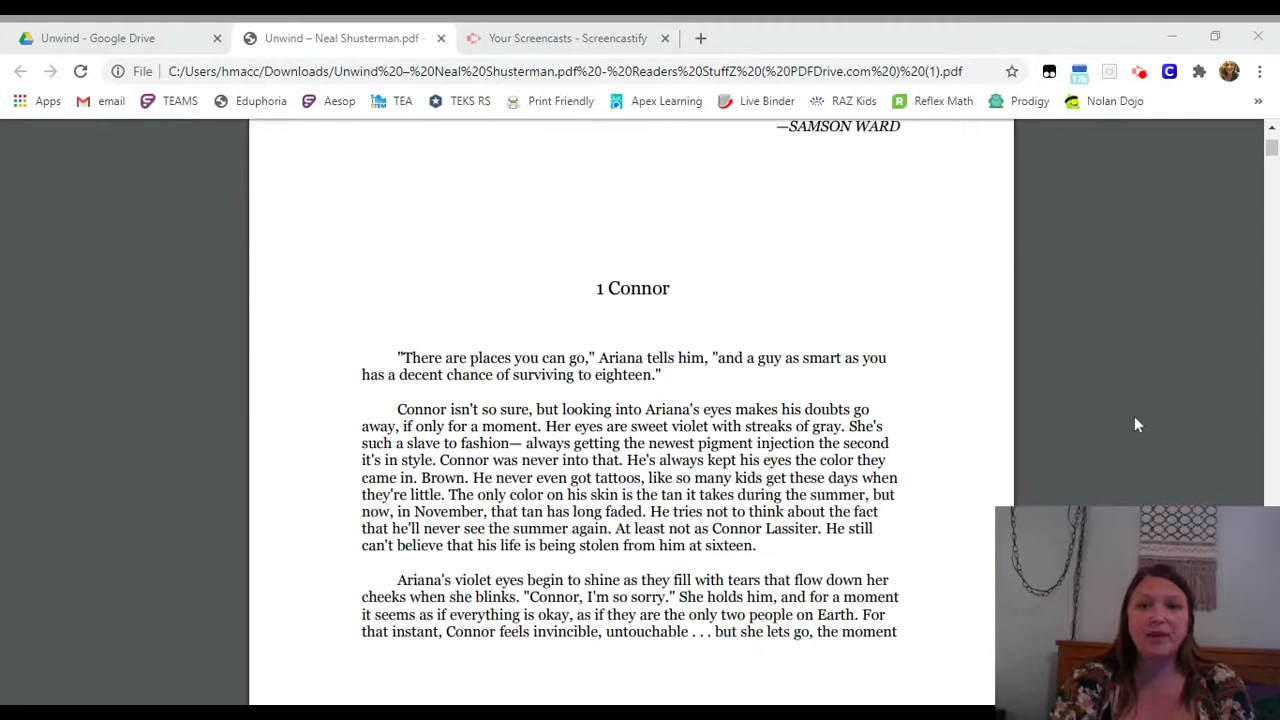 Unwind - Google Drive
Unwind – Neal Shusterman.pdf -
Your Screencasts - Screencastify
File
C:/Users/hmacc/Downloads/Unwind%20-%20Neal%20Shusterman.pdf%20-%20Readers%20Stuff7%20(%20PDFDrive.com%20)%20(1).pdf
Apps
email
TEAMS
Eduphoria
Aesop
TEA
TEKS RS
Print Friendly
Apex Learning
Live Binder
RAZ Kids
Reflex Math
Prodigy
Nolan Dojo
—SAMSON WARD
1 Connor
"There are places you can go," Ariana tells him, "and a guy as smart as you
has a decent chance of surviving to eighteen."
Connor isn't so sure, but looking into Ariana's eyes makes his doubts go
away, if only for a moment. Her eyes are sweet violet with streaks of gray. She's
such a slave to fashion— always getting the newest pigment injection the second
it's in style. Connor was never into that. He's always kept his eyes the color they
came in. Brown. He never even got tattoos, like so many kids get these days when
they're little. The only color on his skin is the tan it takes during the summer, but
now, in November, that tan has long faded. He tries not to think about the fact
that he'll never see the summer again. At least not as Connor Lassiter. He still
can't believe that his life is being stolen from him at sixteen.
Ariana's violet eyes begin to shine as they fill with tears that flow down her
cheeks when she blinks. "Connor, I'm so sorry." She holds him, and for a moment
it seems as if everything is okay, as if they are the only two people on Earth. For
that instant, Connor feels invincible, untouchable . . . but she lets go, the moment